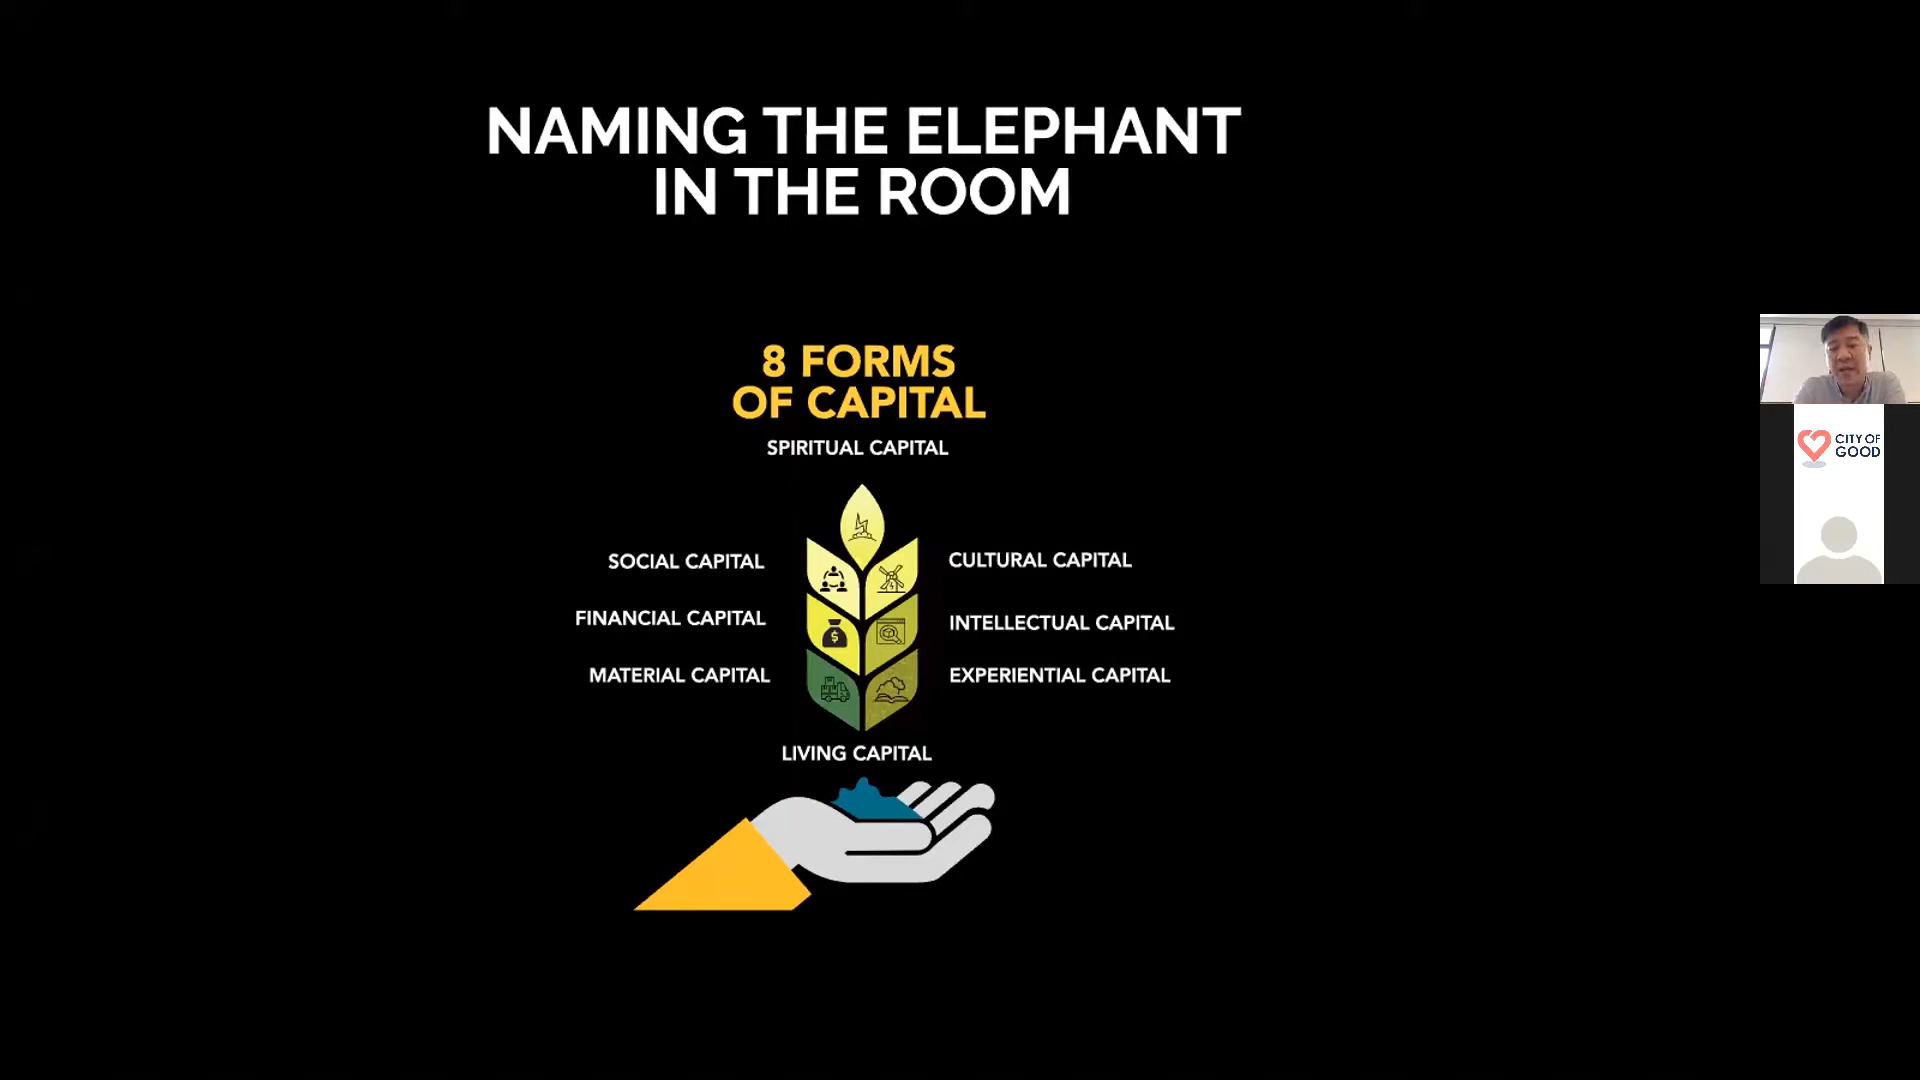 NAMING THE ELEPHANT
IN THE ROOM
8 FORMS
OF CAPITAL
SPIRITUAL CAPITAL
SOCIAL CAPITAL
CULTURAL CAPITAL
FINANCIAL CAPITAL
INTELLECTUAL CAPITAL
MATERIAL CAPITAL
EXPERIENTIAL CAPITAL
LIVING CAPITAL
CITY OF
GOOD
$